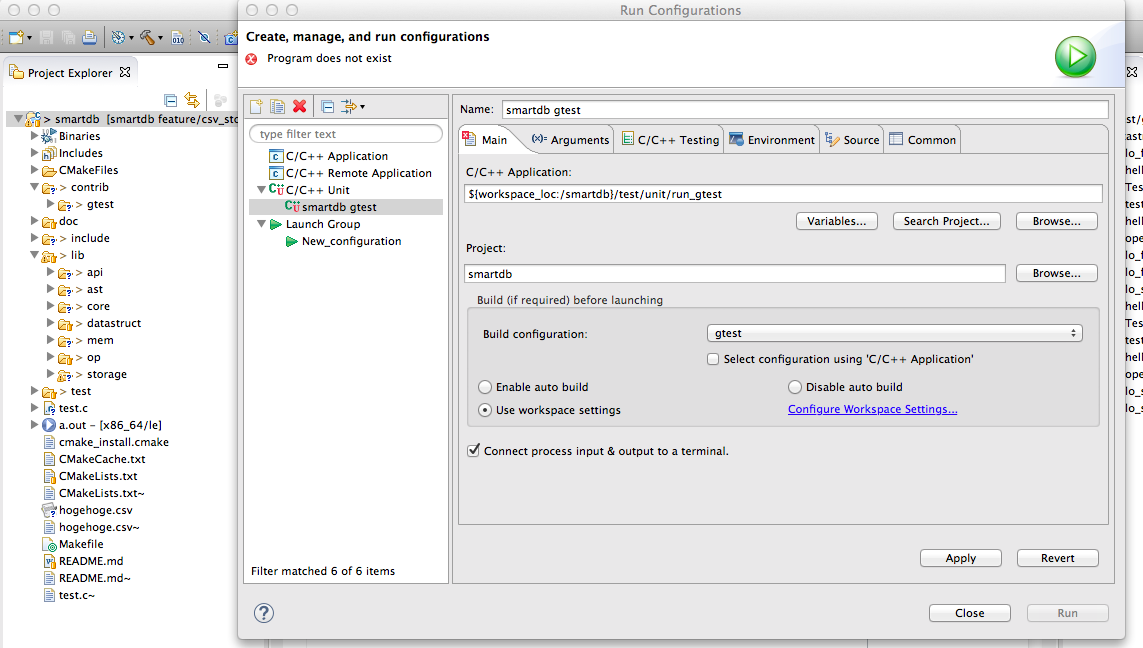 Run Configurations
Create, manage, and run configurations
Program does not exist
Project Explorer
> smartdb [smartdb feature/csv_sto
Binaries
Includes
CMakeFiles
> contrib
> gtest
doc
> include
> lib
> api
> ast
> core
> datastruct
> mem
> op
> storage
> test
test.c
a.out - [x86_64/le]
cmake_install.cmake
CMakeCache.txt
CMakeLists.txt
CMakeLists.txt~
hogehoge.csv
hogehoge.csv~
Makefile
README.md
README.md~
test.c~
type filter text
C/C++ Application
C/C++ Remote Application
C/C++ Unit
smartdb gtest
Launch Group
New_configuration
Filter matched 6 of 6 items
Name: smartdb gtest
Main (x)= Arguments C/C++ Testing Environment Source Common
C/C++ Application:
${workspace_loc:/smartdb}/test/unit/run_gtest
Variables... Search Project... Browse...
Project:
smartdb Browse...
Build (if required) before launching
Build configuration: gtest
Select configuration using 'C/C++ Application'
Enable auto build Disable auto build
Use workspace settings Configure Workspace Settings...
Connect process input & output to a terminal.
Apply Revert
Close Run